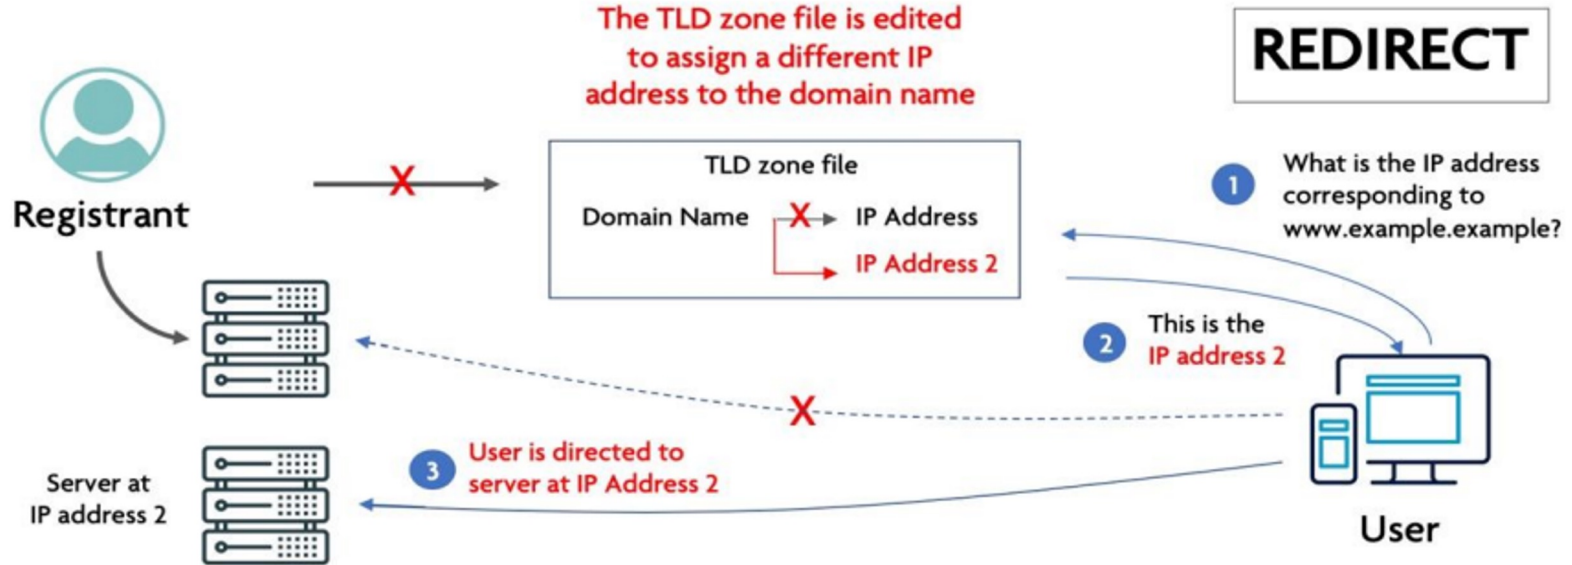 The TLD zone file is edited
to assign a different IP
address to the domain name
REDIRECT
Registrant
X
TLD zone file
Domain Name
X
IP Address
IP Address 2
1
What is the IP address
corresponding to
www.example.example?
2
This is the
IP address 2
X
3
User is directed to
server at IP Address 2
Server at
IP address 2
User